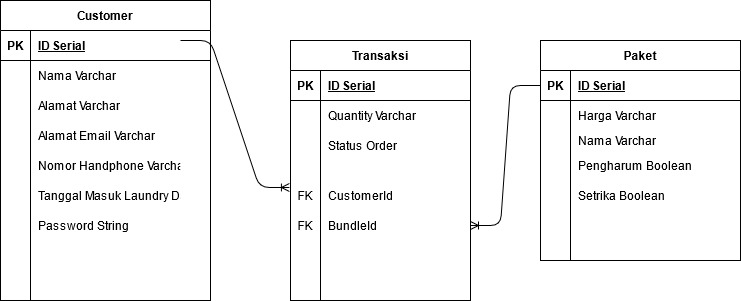 Customer
PK ID Serial
Nama Varchar
Alamat Varchar
Alamat Email Varchar
Nomor Handphone Varcha
Tanggal Masuk Laundry D
Password String
Transaksi
PK ID Serial
Quantity Varchar
Status Order
FK CustomerId
FK BundleId
Paket
PK ID Serial
Harga Varchar
Nama Varchar
Pengharum Boolean
Setrika Boolean